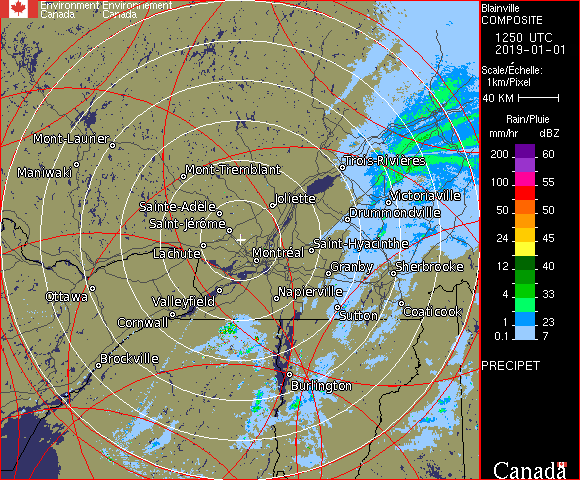 Environment Environnement
Canada Canada
Blainville
COMPOSITE
1250 UTC
2019-01-01
Scale/Échelle:
1km/Pixel
40 KM
Rain/Pluie
mm/hr dBZ
200 60
100 55
50 50
24 45
12 40
4 33
1 23
0.1 7
PRECIPET
Canada
Mont-Laurier
Maniwaki
Mont-Tremblant
Trois-Rivières
Sainte-Adèle
Joliette
Victoriaville
Saint-Jérôme
Drummondville
Lachute
Montréal
Saint-Hyacinthe
Granby
Sherbrooke
Ottawa
Valleyfield
Napierville
Cornwall
Sutton
Coaticook
Brockville
Burlington